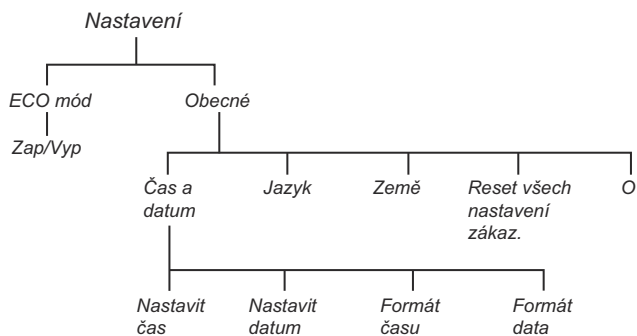 Nastavení
ECO mód
Obecné
Zap/Vyp
Čas a
datum
Jazyk
Země
Reset všech
nastavení
zákaz.
O
Nastavit
čas
Nastavit
datum
Formát
času
Formát
data